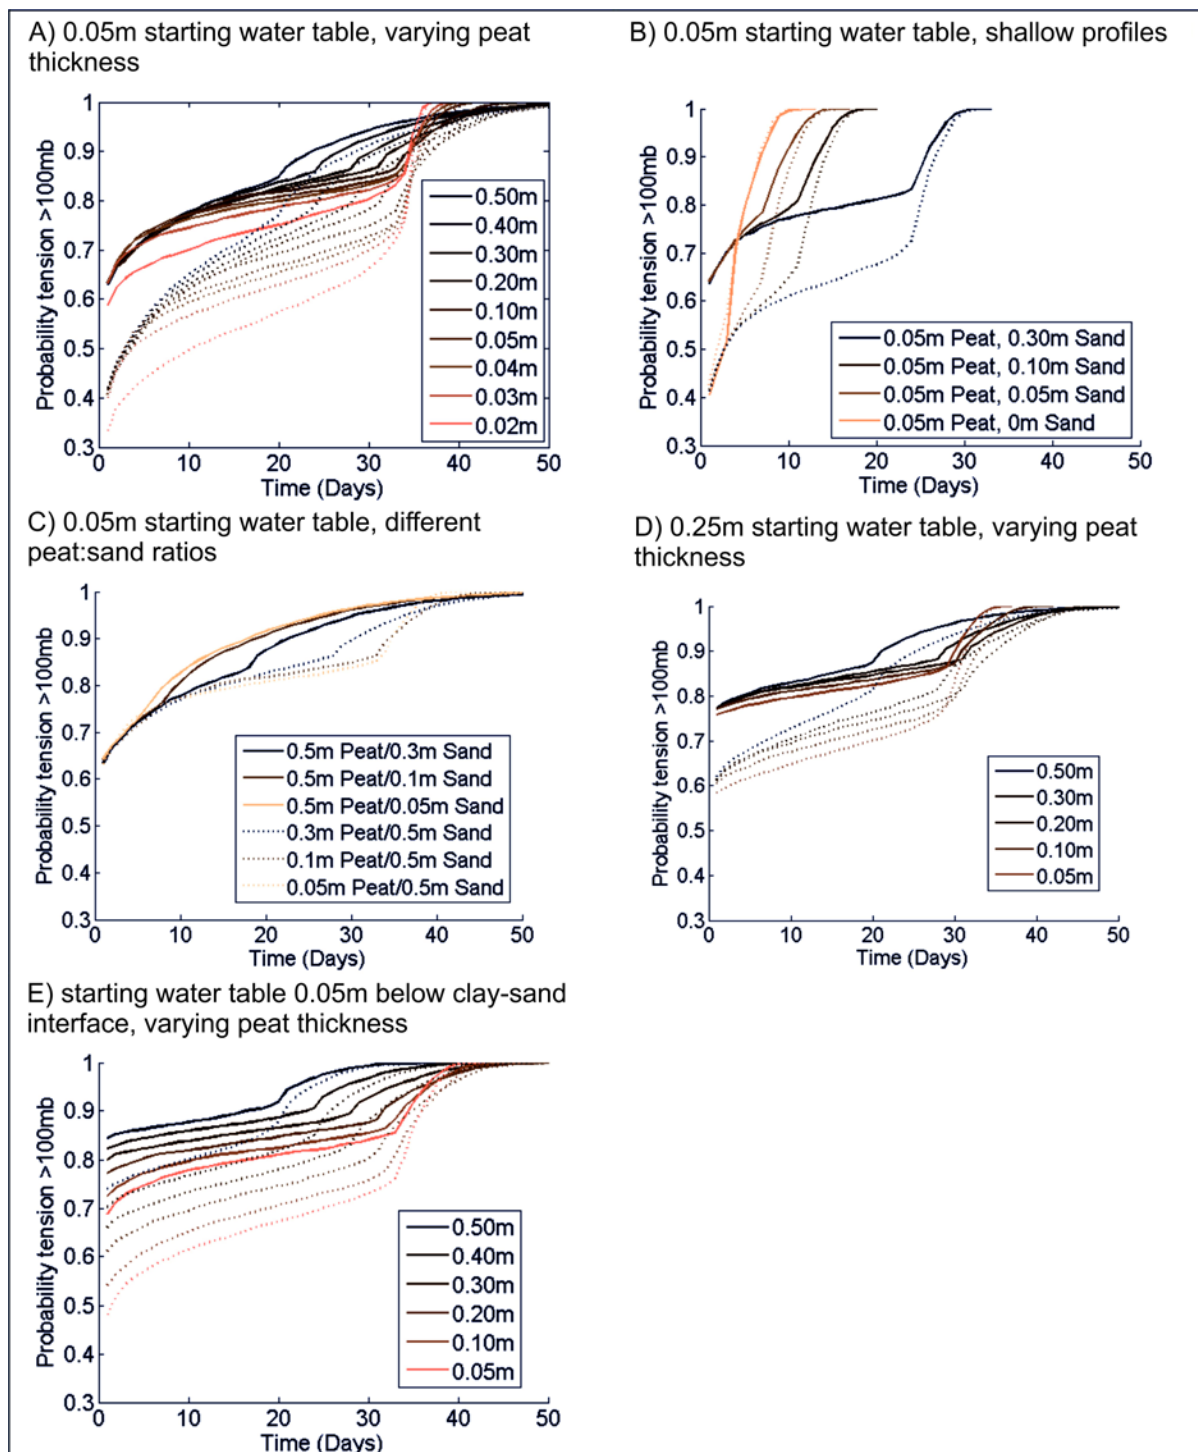 A) 0.05m starting water table, varying peat
thickness
Probability tension >100mb
1
0.9
0.8
0.7
0.6
0.5
0.4
0.3
0
10
20
30
40
50
Time (Days)
0.50m
0.40m
0.30m
0.20m
0.10m
0.05m
0.04m
0.03m
0.02m
B) 0.05m starting water table, shallow profiles
Probability tension >100mb
1
0.9
0.8
0.7
0.6
0.5
0.4
0.3
0
10
20
30
40
50
Time (Days)
0.05m Peat, 0.30m Sand
0.05m Peat, 0.10m Sand
0.05m Peat, 0.05m Sand
0.05m Peat, 0m Sand
C) 0.05m starting water table, different
peat:sand ratios
Probability tension >100mb
1
0.9
0.8
0.7
0.6
0.5
0.4
0.3
0
10
20
30
40
50
Time (Days)
0.5m Peat/0.3m Sand
0.5m Peat/0.1m Sand
0.5m Peat/0.05m Sand
0.3m Peat/0.5m Sand
0.1m Peat/0.5m Sand
0.05m Peat/0.5m Sand
D) 0.25m starting water table, varying peat
thickness
Probability tension >100mb
1
0.9
0.8
0.7
0.6
0.5
0.4
0.3
0
10
20
30
40
50
Time (Days)
0.50m
0.30m
0.20m
0.10m
0.05m
E) starting water table 0.05m below clay-sand
interface, varying peat thickness
Probability tension >100mb
1
0.9
0.8
0.7
0.6
0.5
0.4
0.3
0
10
20
30
40
50
Time (Days)
0.50m
0.40m
0.30m
0.20m
0.10m
0.05m